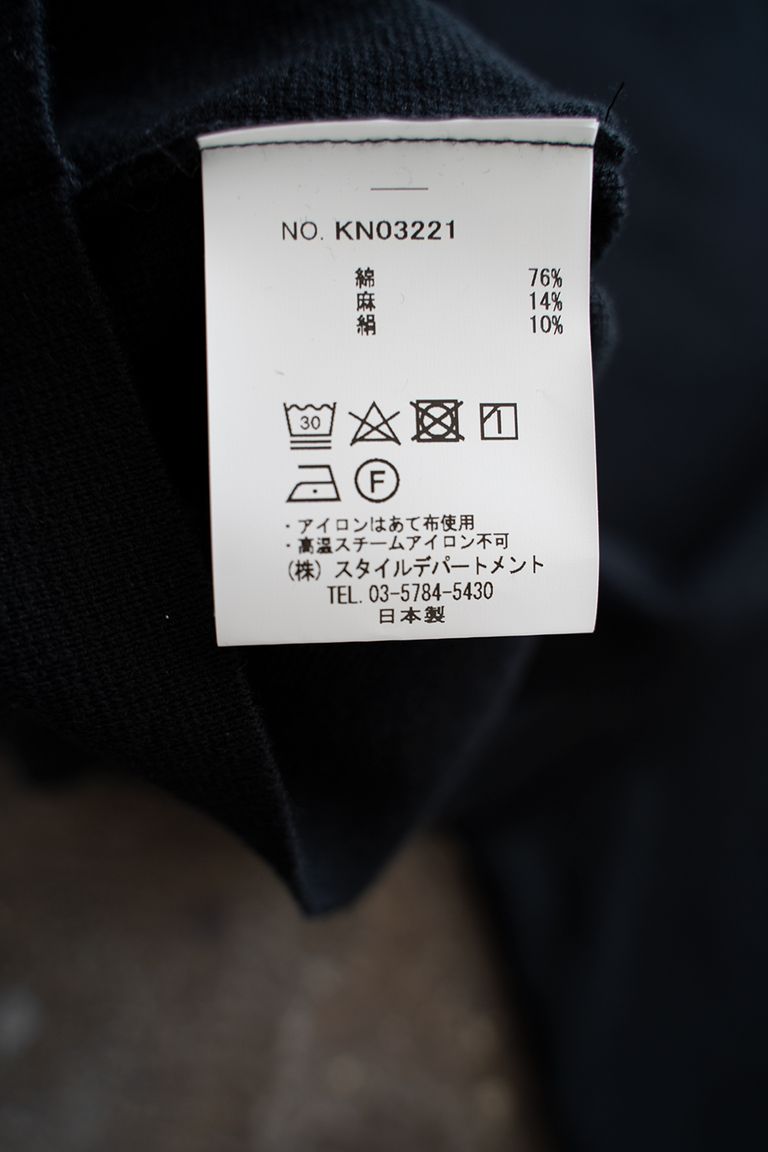 NO. KN03221
綿 76%
麻 14%
絹 10%
30
F
・アイロンはあて布使用
・高温スチームアイロン不可
(株) スタイルデパートメント
TEL. 03-5784-5430
日本製